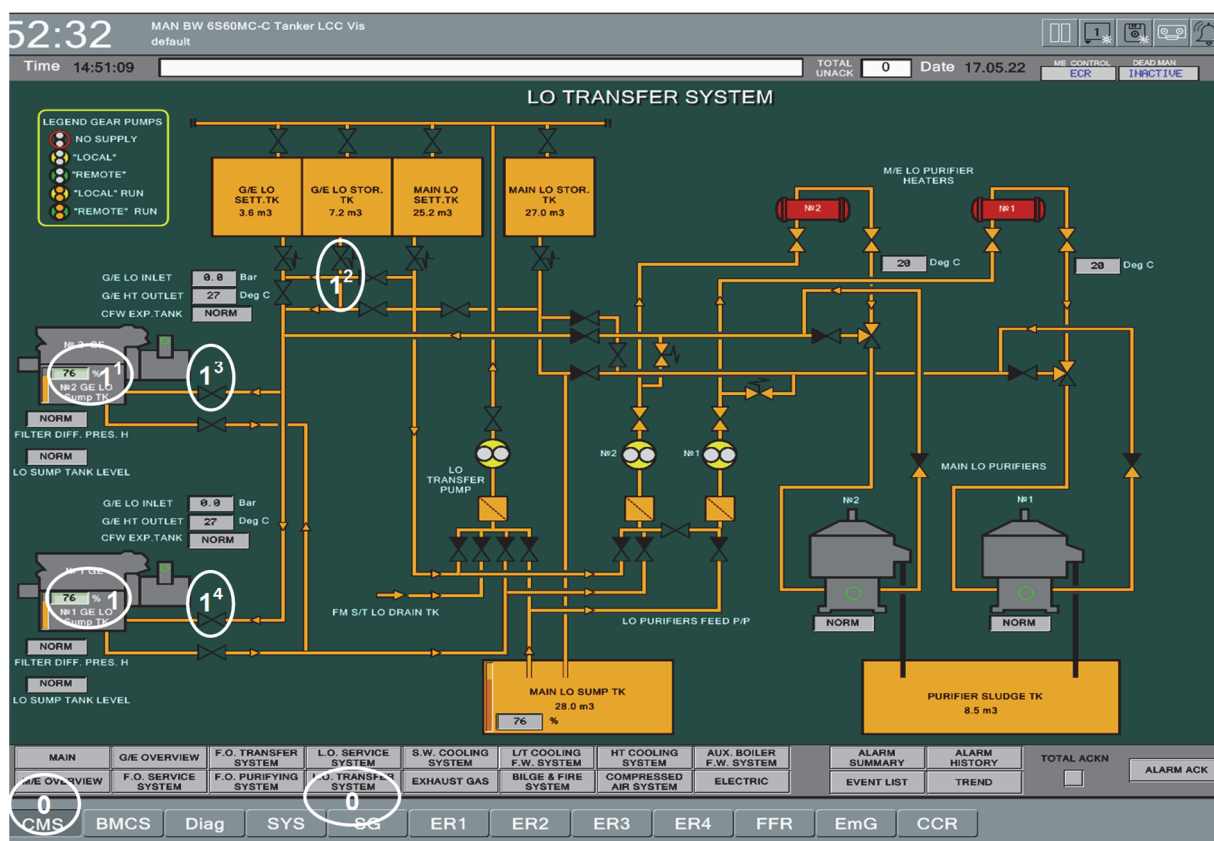 52:32
MAN BW 6S60MC-C Tanker LCC Vis
default
1
Time 14:51:09
TOTAL UNACK 0
Date 17.05.22
ME CONTROL
ECR
DEAD MAN
INACTIVE
LO TRANSFER SYSTEM
LEGEND GEAR PUMPS
NO SUPPLY
"LOCAL"
"REMOTE"
"LOCAL" RUN
"REMOTE" RUN
G/E LO
SETT.TK
3.6 m3
G/E LO STOR.
TK
7.2 m3
MAIN LO
SETT.TK
25.2 m3
MAIN LO STOR.
TK
27.0 m3
M/E LO PURIFIER
HEATERS
№2
№1
20 Deg C
20 Deg C
G/E LO INLET 0.0 Bar
G/E HT OUTLET 27 Deg C
CFW EXP.TANK NORM
1²
76 % 1¹
1³
№2 GE LO
Sump TK
NORM
FILTER DIFF. PRES. H
NORM
LO SUMP TANK LEVEL
LO
TRANSFER
PUMP
№2
№1
MAIN LO PURIFIERS
№2
№1
G/E LO INLET 0.0 Bar
G/E HT OUTLET 27 Deg C
CFW EXP.TANK NORM
№1 GE
76 % 1
1⁴
№1 GE LO
Sump TK
FM S/T LO DRAIN TK
LO PURIFIERS FEED P/P
NORM
NORM
NORM
FILTER DIFF. PRES. H
NORM
LO SUMP TANK LEVEL
MAIN LO SUMP TK
28.0 m3
76 %
PURIFIER SLUDGE TK
8.5 m3
MAIN
G/E OVERVIEW
F.O. TRANSFER SYSTEM
L.O. SERVICE SYSTEM
S.W. COOLING SYSTEM
L/T COOLING F.W. SYSTEM
HT COOLING SYSTEM
AUX. BOILER F.W. SYSTEM
ALARM SUMMARY
ALARM HISTORY
TOTAL ACKN
ALARM ACK
M/E OVERVIEW
F.O. SERVICE SYSTEM
F.O. PURIFYING SYSTEM
L.O. TRANSFER SYSTEM
EXHAUST GAS
BILGE & FIRE SYSTEM
COMPRESSED AIR SYSTEM
ELECTRIC
EVENT LIST
TREND
0
0
CMS
BMCS
Diag
SYS
SG
ER1
ER2
ER3
ER4
FFR
EmG
CCR